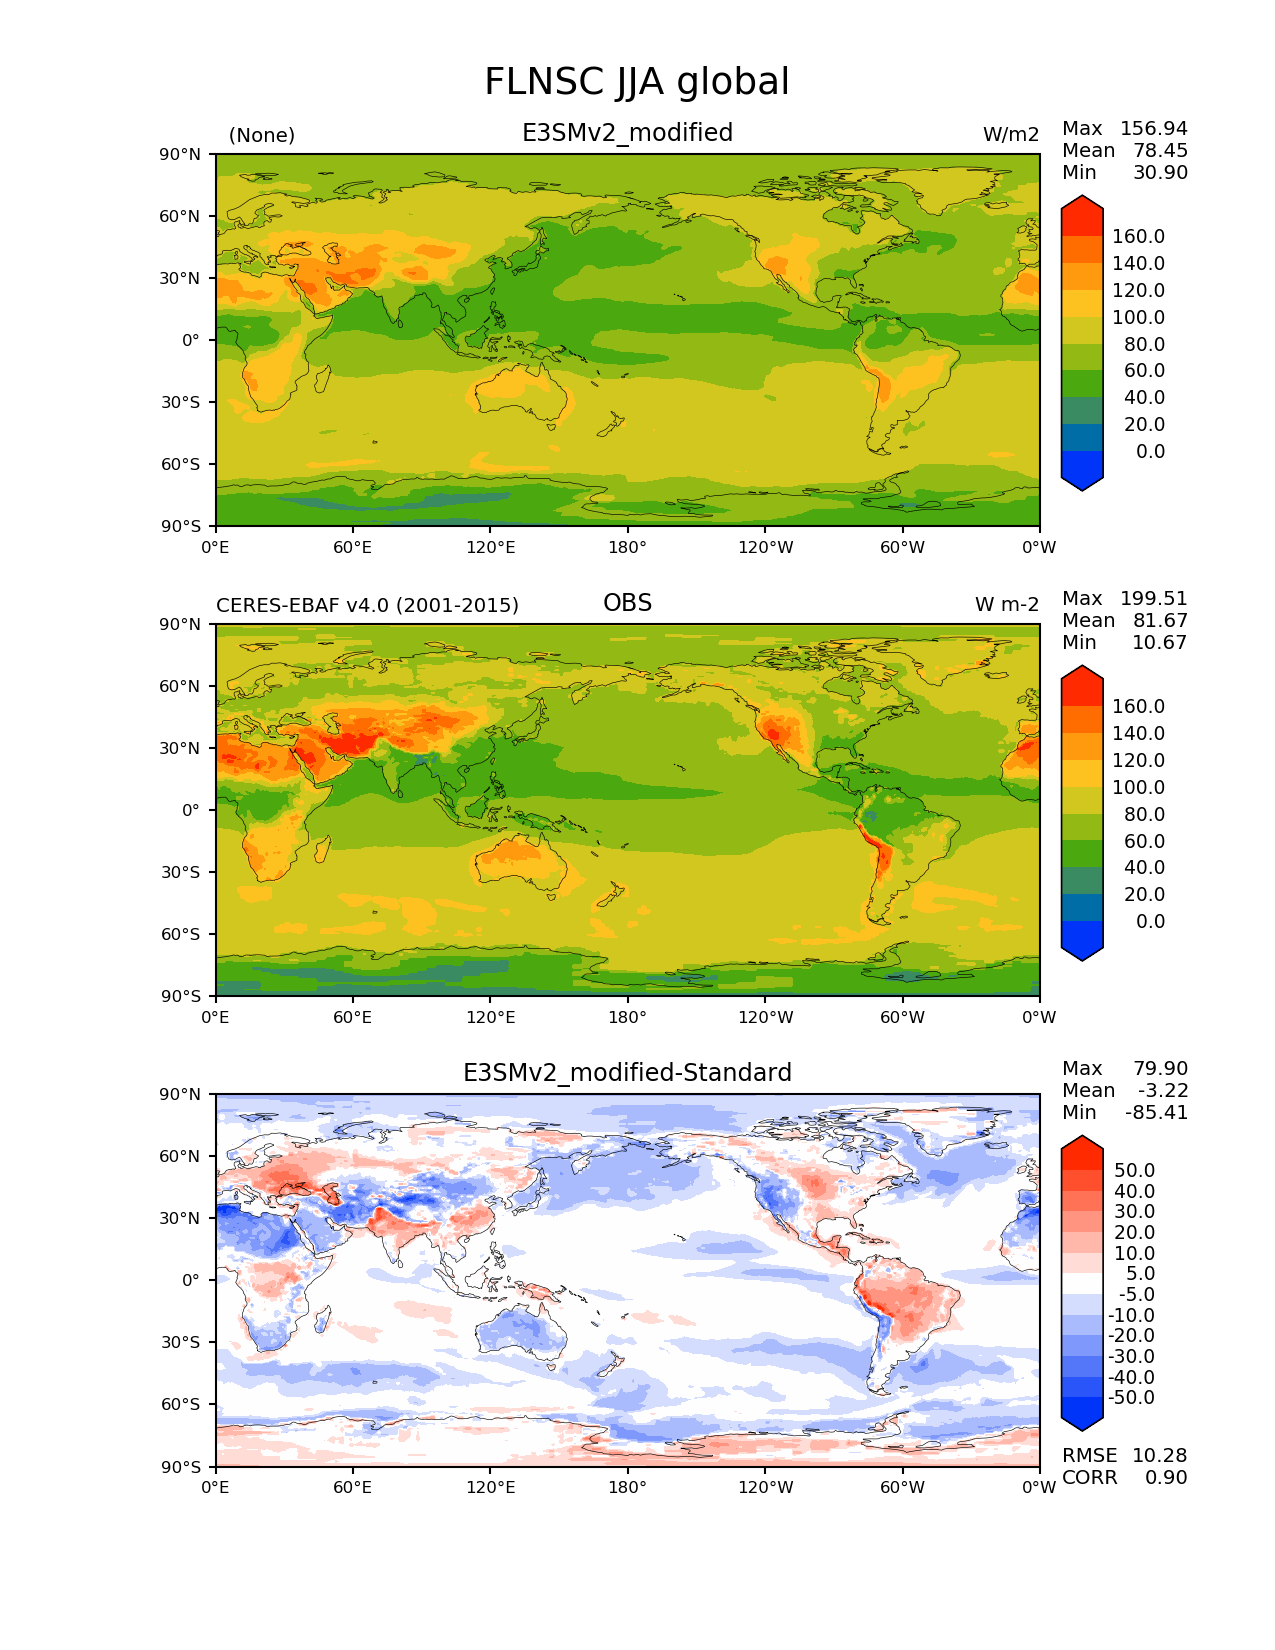 FLNSC JJA global
(None) E3SMv2_modified W/m2
Max 156.94
Mean 78.45
Min 30.90
90°N
60°N
30°N
0°
30°S
60°S
90°S
0°E 60°E 120°E 180° 120°W 60°W 0°W
160.0
140.0
120.0
100.0
80.0
60.0
40.0
20.0
0.0
CERES-EBAF v4.0 (2001-2015) OBS W m-2
Max 199.51
Mean 81.67
Min 10.67
90°N
60°N
30°N
0°
30°S
60°S
90°S
0°E 60°E 120°E 180° 120°W 60°W 0°W
160.0
140.0
120.0
100.0
80.0
60.0
40.0
20.0
0.0
E3SMv2_modified-Standard
Max 79.90
Mean -3.22
Min -85.41
90°N
60°N
30°N
0°
30°S
60°S
90°S
0°E 60°E 120°E 180° 120°W 60°W 0°W
50.0
40.0
30.0
20.0
10.0
5.0
-5.0
-10.0
-20.0
-30.0
-40.0
-50.0
RMSE 10.28
CORR 0.90